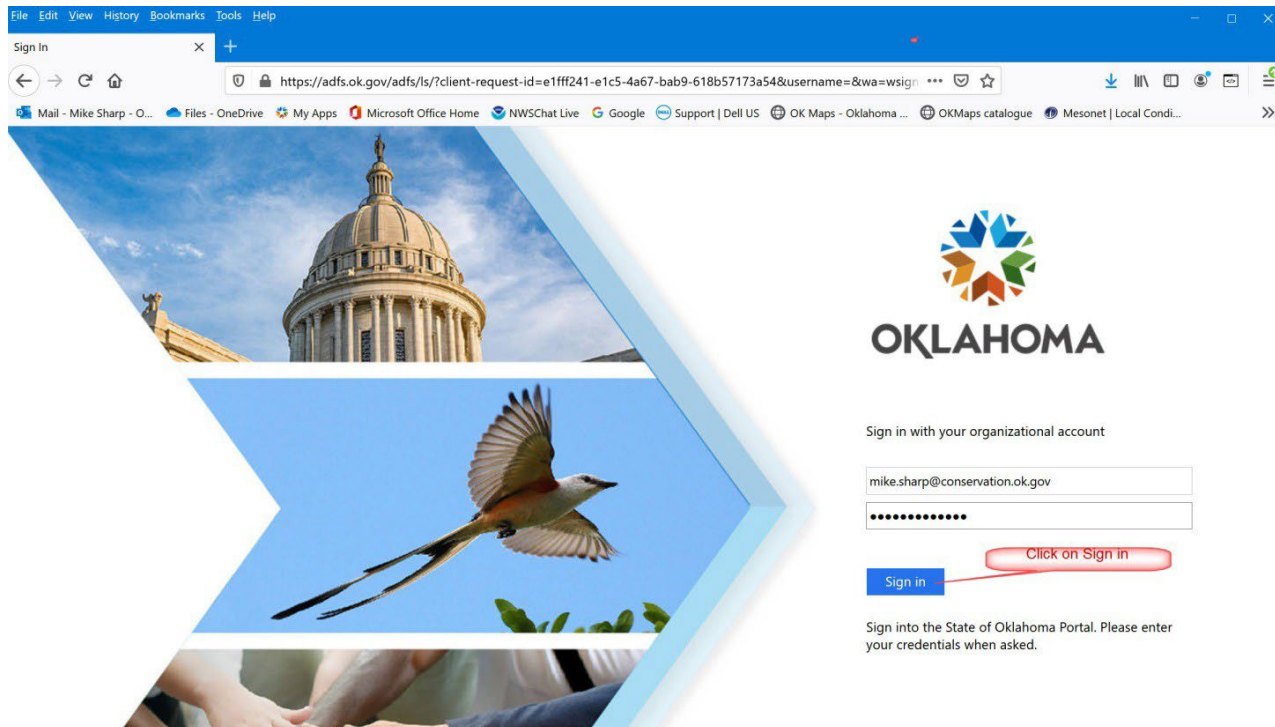 File Edit View History Bookmarks Tools Help
Sign In
https://adfs.ok.gov/adfs/ls/?client-request-id=e1fff241-e1c5-4a67-bab9-618b57173a54&username=&wa=wsign
Mail - Mike Sharp - O... Files - OneDrive My Apps Microsoft Office Home NWSChat Live Google Support | Dell US OK Maps - Oklahoma ... OKMaps catalogue Mesonet | Local Condi...
OKLAHOMA
Sign in with your organizational account
mike.sharp@conservation.ok.gov
•••••••••••••
Click on Sign in
Sign in
Sign into the State of Oklahoma Portal. Please enter
your credentials when asked.